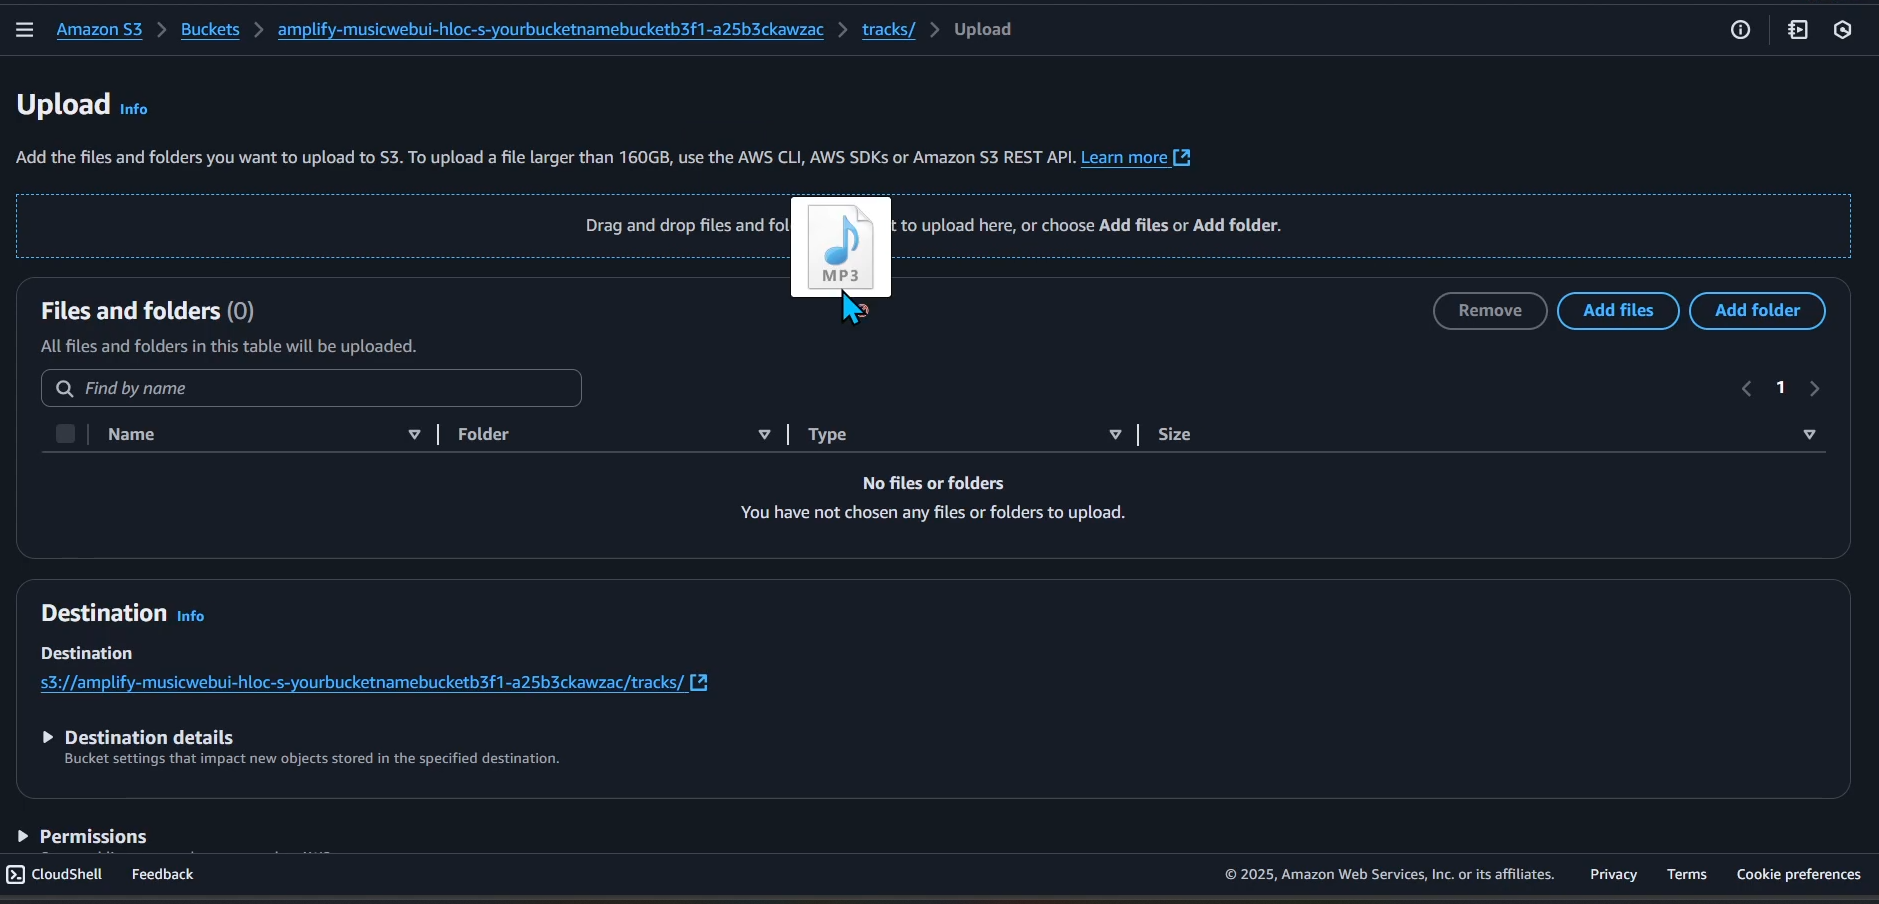 Amazon S3 > Buckets > amplify-musicwebui-hloc-s-yourbucketnamebucketb3f1-a25b3ckawzac > tracks/ > Upload
Upload Info
Add the files and folders you want to upload to S3. To upload a file larger than 160GB, use the AWS CLI, AWS SDKs or Amazon S3 REST API. Learn more
Drag and drop files and to upload here, or choose Add files or Add folder.
MP3
Files and folders (0)
Remove Add files Add folder
All files and folders in this table will be uploaded.
Find by name
1
Name Folder Type Size
No files or folders
You have not chosen any files or folders to upload.
Destination Info
Destination
s3://amplify-musicwebui-hloc-s-yourbucketnamebucketb3f1-a25b3ckawzac/tracks/
Destination details
Bucket settings that impact new objects stored in the specified destination.
Permissions
CloudShell Feedback © 2025, Amazon Web Services, Inc. or its affiliates. Privacy Terms Cookie preferences